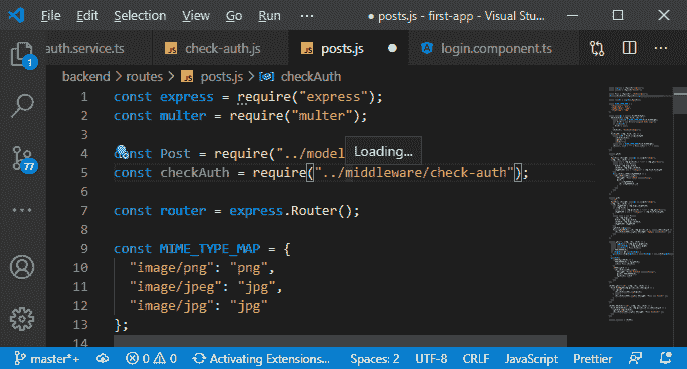 File Edit Selection View Go Run ··· ● posts.js - first-app - Visual Stu...
auth.service.ts JS check-auth.js JS posts.js ● login.component.ts ···
backend > routes > JS posts.js > checkAuth
1 const express = require("express");
2 const multer = require("multer");
3
4 const Post = require("../model
Loading...
5 const checkAuth = require("../middleware/check-auth");
6
7 const router = express.Router();
8
9 const MIME_TYPE_MAP = {
10 "image/png": "png",
11 "image/jpeg": "jpg",
12 "image/jpg": "jpg"
13 };
14
1
77
master*+ 0 0 Activating Extensions... Spaces: 2 UTF-8 CRLF JavaScript Prettier